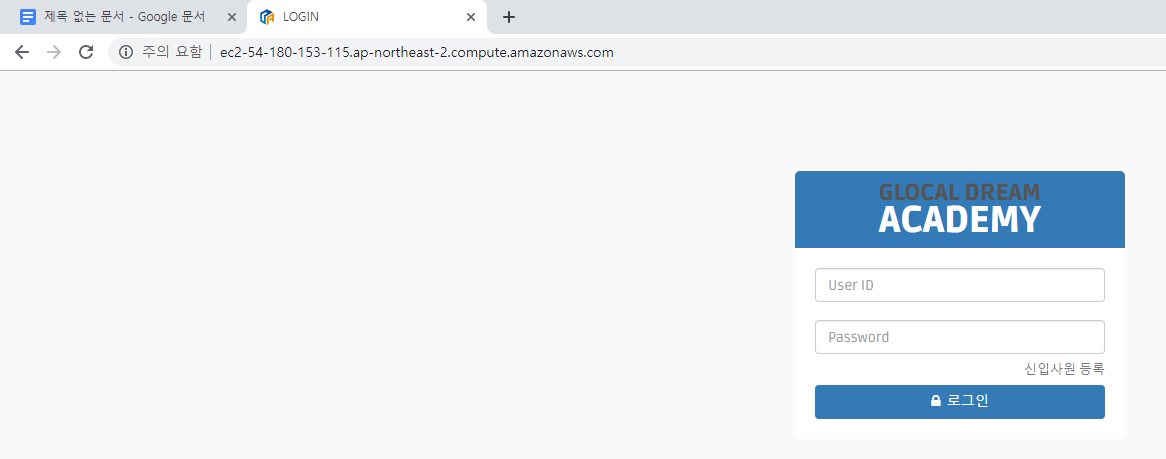 제목 없는 문서 - Google 문서
LOGIN
주의 요함
ec2-54-180-153-115.ap-northeast-2.compute.amazonaws.com
GLOCAL DREAM
ACADEMY
User ID
Password
신입사원 등록
로그인